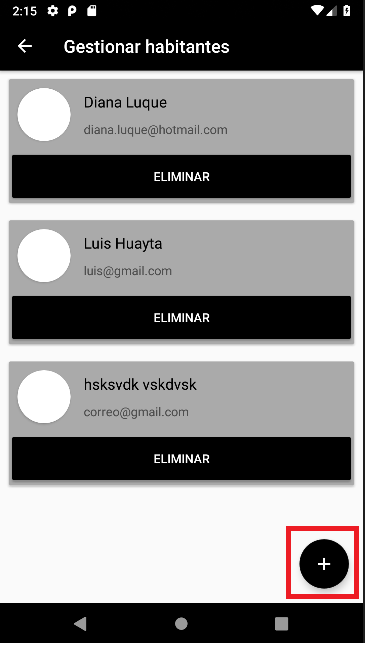 2:15
Gestionar habitantes
Diana Luque
diana.luque@hotmail.com
ELIMINAR
Luis Huayta
luis@gmail.com
ELIMINAR
hsksvdk vskdvsk
correo@gmail.com
ELIMINAR
+